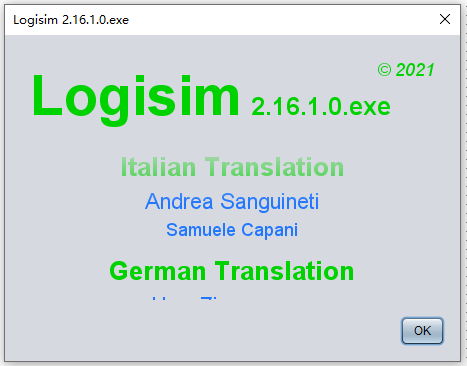 Logisim 2.16.1.0.exe
© 2021
Logisim 2.16.1.0.exe
Italian Translation
Andrea Sanguineti
Samuele Capani
German Translation
OK